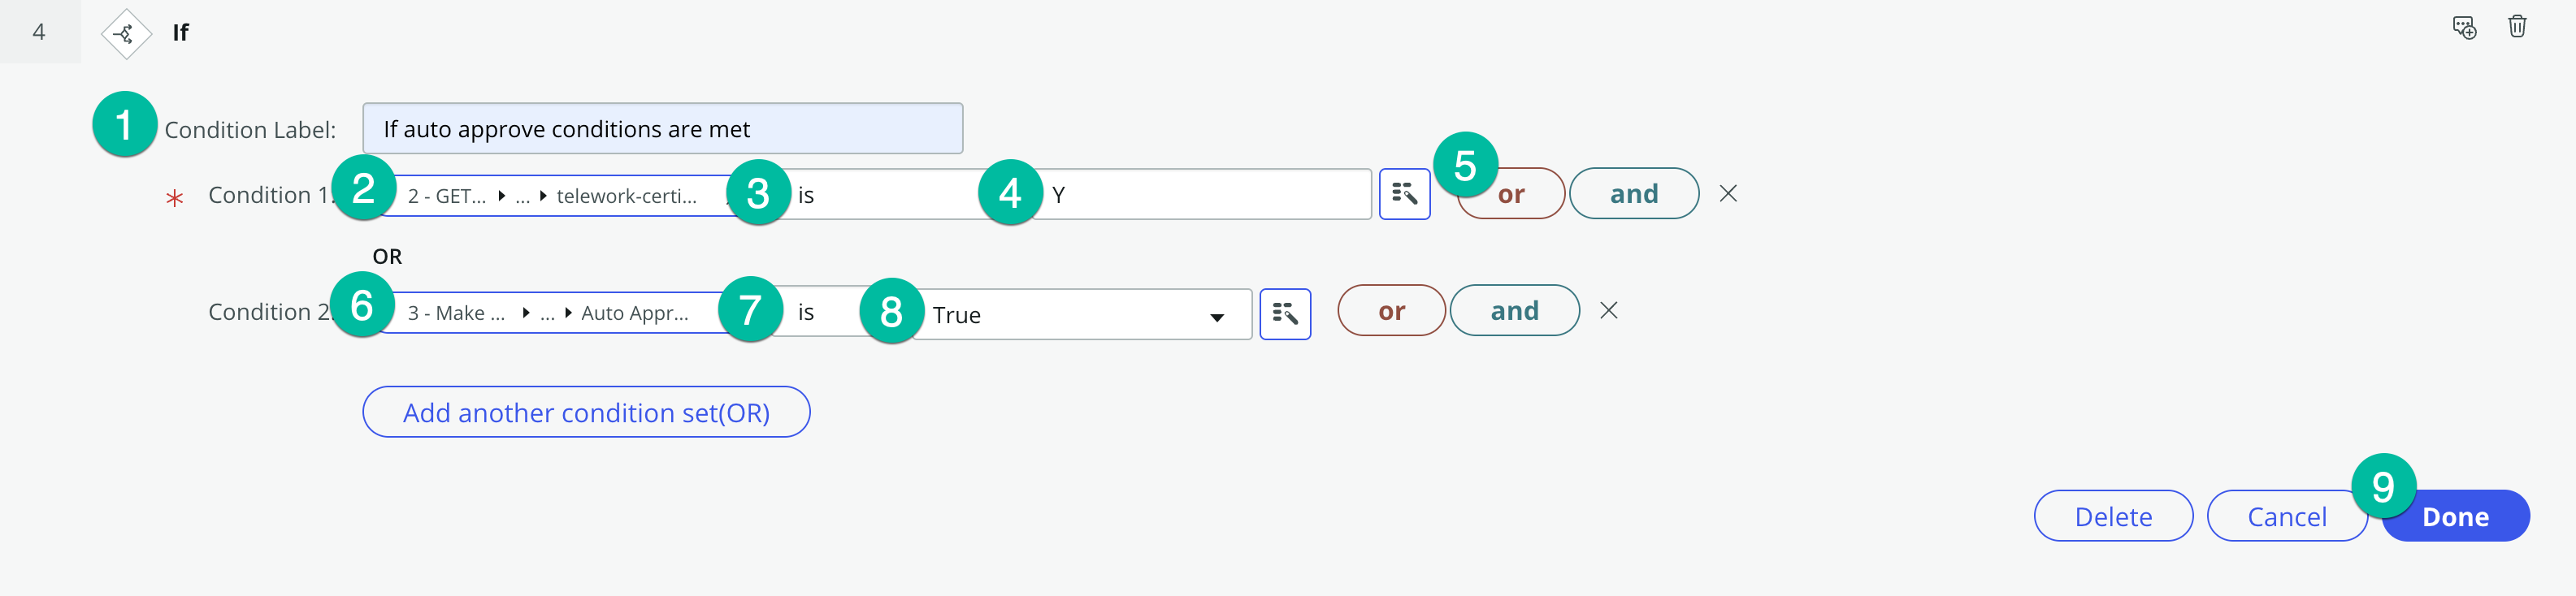 4 If
1 Condition Label: If auto approve conditions are met
* Condition 1: 2 2 - GET... ... telework-certi... 3 is 4 Y 5 or and
OR
Condition 2: 6 3 - Make ... ... Auto Appr... 7 is 8 True or and
Add another condition set(OR)
Delete Cancel 9 Done